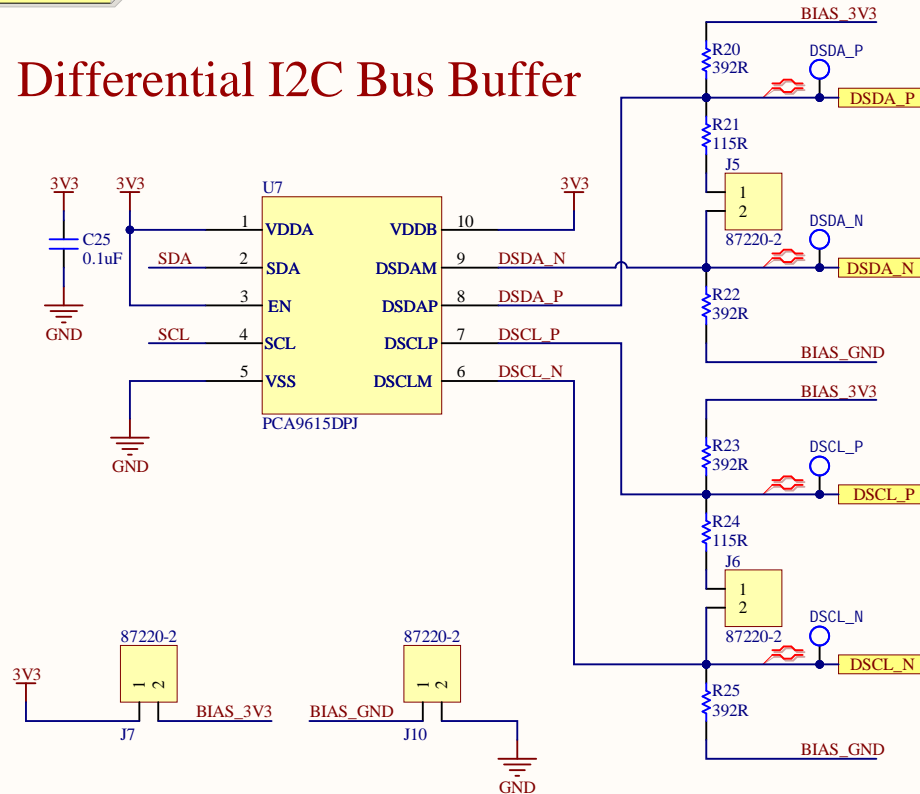 Differential I2C Bus Buffer
BIAS_3V3
R20
392R
DSDA_P
DSDA_P
R21
115R
J5
1
2
87220-2
DSDA_N
DSDA_N
R22
392R
BIAS_GND
3V3
3V3
C25
0.1uF
GND
U7
3V3
1
VDDA
VDDB
10
SDA
2
SDA
DSDAM
9
DSDA_N
3
EN
DSDAP
8
DSDA_P
SCL
4
SCL
DSCLP
7
DSCL_P
5
VSS
DSCLM
6
DSCL_N
PCA9615DPJ
GND
BIAS_3V3
R23
392R
DSCL_P
DSCL_P
R24
115R
J6
1
2
87220-2
DSCL_N
DSCL_N
R25
392R
BIAS_GND
87220-2
3V3
1
2
BIAS_3V3
J7
87220-2
1
2
BIAS_GND
J10
GND